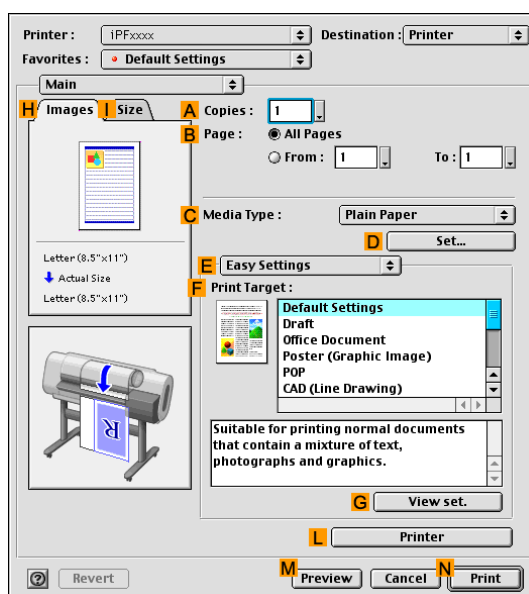 Printer : iPFxxxx Destination : Printer
Favorites : Default Settings
Main
H Images I Size A Copies : 1
B Page : All Pages
From : 1 To : 1
C Media Type : Plain Paper
D Set...
Letter (8.5"x11")
Actual Size
Letter (8.5"x11")
E Easy Settings
F Print Target :
Default Settings
Draft
Office Document
Poster (Graphic Image)
POP
CAD (Line Drawing)
R
Suitable for printing normal documents
that contain a mixture of text,
photographs and graphics.
G View set.
L Printer
? Revert M Preview Cancel N Print